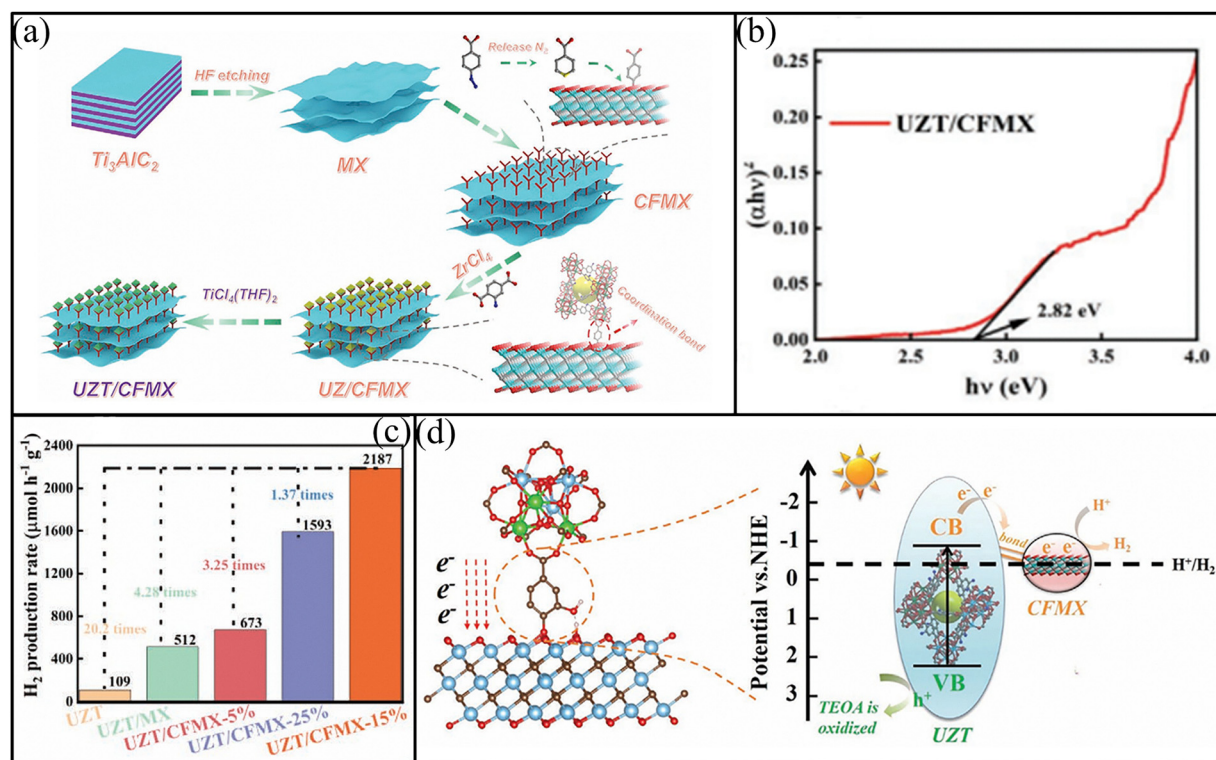 (a)
HF etching
Release N₂
Ti₃AlC₂
MX
CFMX
ZrCl₄
TiCl₄(THF)₂
Coordination bond
UZT/CFMX
UZ/CFMX
(b)
0.25
0.20
0.15
0.10
0.05
0.00
(αhν)²
UZT/CFMX
2.82 eV
2.0 2.5 3.0 3.5 4.0
hν (eV)
(c)
H₂ production rate (μmol h⁻¹ g⁻¹)
2400
2000
1600
1200
800
400
0
2187
1.37 times
1593
3.25 times
4.28 times
673
20.2 times
512
109
UZT
UZT/MX
UZT/CFMX-5%
UZT/CFMX-25%
UZT/CFMX-15%
(d)
e⁻
e⁻
e⁻
Potential vs.NHE
-2
-1
0
1
2
3
e⁻ e⁻
CB
bond
e⁻ e⁻
H⁺
H₂
H⁺/H₂
CFMX
VB
h⁺
TEOA is
oxidized
UZT